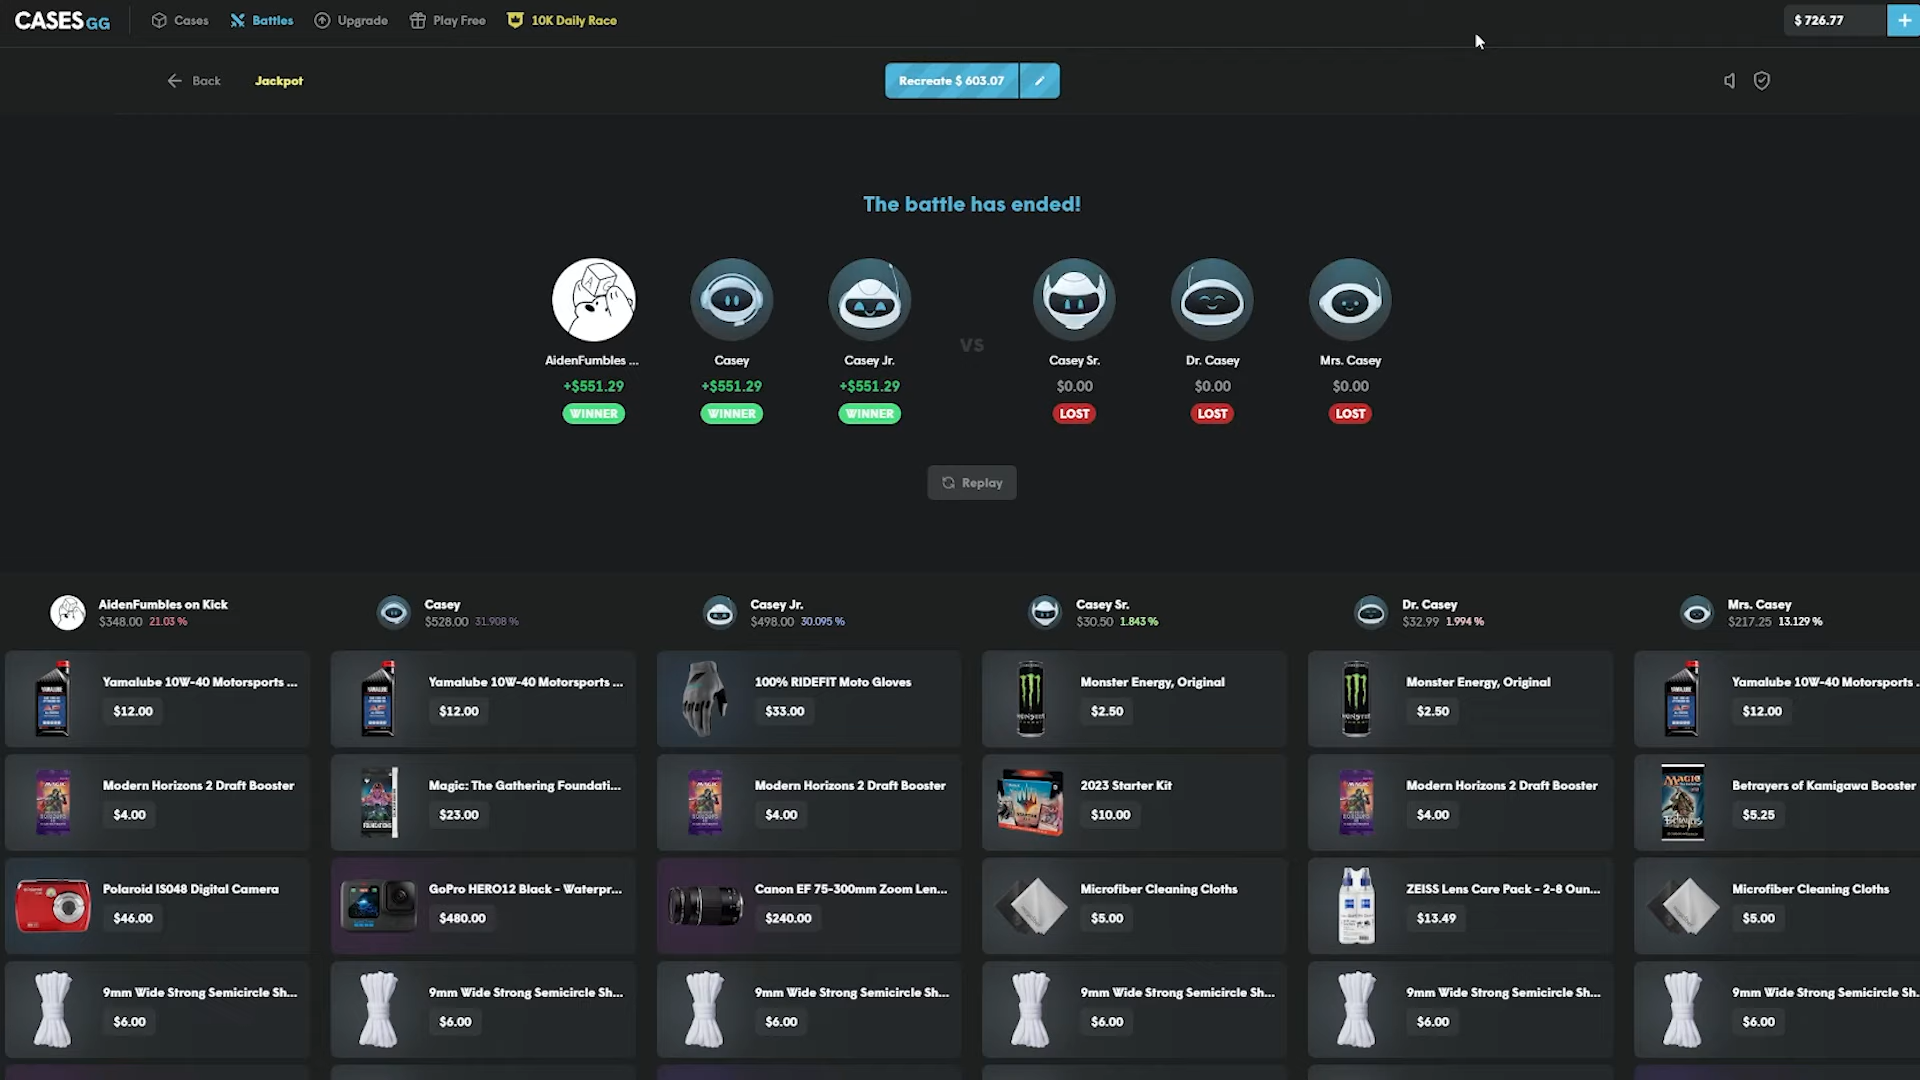 CASESGG Cases Battles Upgrade Play Free 10K Daily Race $ 726.77 +
Back Jackpot Recreate $ 603.07
The battle has ended!
AidenFumbles ... Casey Casey Jr. VS Casey Sr. Dr. Casey Mrs. Casey
+$551.29 +$551.29 +$551.29 $0.00 $0.00 $0.00
WINNER WINNER WINNER LOST LOST LOST
Replay
AidenFumbles on Kick Casey Casey Jr. Casey Sr. Dr. Casey Mrs. Casey
$348.00 21.03 % $528.00 31.908 % $498.00 30.095 % $30.50 1.843 % $32.99 1.994 % $217.25 13.129 %
Yamalube 10W-40 Motorsports ... Yamalube 10W-40 Motorsports ... 100% RIDEFIT Moto Gloves Monster Energy, Original Monster Energy, Original Yamalube 10W-40 Motorsports .
$12.00 $12.00 $33.00 $2.50 $2.50 $12.00
Modern Horizons 2 Draft Booster Magic: The Gathering Foundati... Modern Horizons 2 Draft Booster 2023 Starter Kit Modern Horizons 2 Draft Booster Betrayers of Kamigawa Booster
$4.00 $23.00 $4.00 $10.00 $4.00 $5.25
Polaroid IS048 Digital Camera GoPro HERO12 Black - Waterpr... Canon EF 75-300mm Zoom Len... Microfiber Cleaning Cloths ZEISS Lens Care Pack - 2-8 Oun... Microfiber Cleaning Cloths
$46.00 $480.00 $240.00 $5.00 $13.49 $5.00
9mm Wide Strong Semicircle Sh... 9mm Wide Strong Semicircle Sh... 9mm Wide Strong Semicircle Sh... 9mm Wide Strong Semicircle Sh... 9mm Wide Strong Semicircle Sh... 9mm Wide Strong Semicircle Sh.
$6.00 $6.00 $6.00 $6.00 $6.00 $6.00